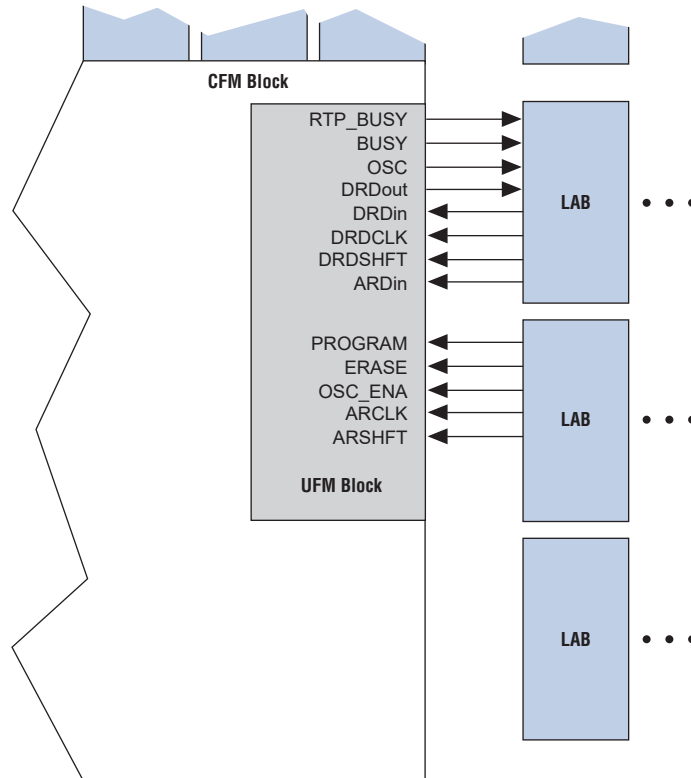 CFM Block
RTP_BUSY
BUSY
OSC
DRDout
DRDin
DRDCLK
DRDSHFT
ARDin
LAB
PROGRAM
ERASE
OSC_ENA
ARCLK
ARSHFT
LAB
UFM Block
LAB